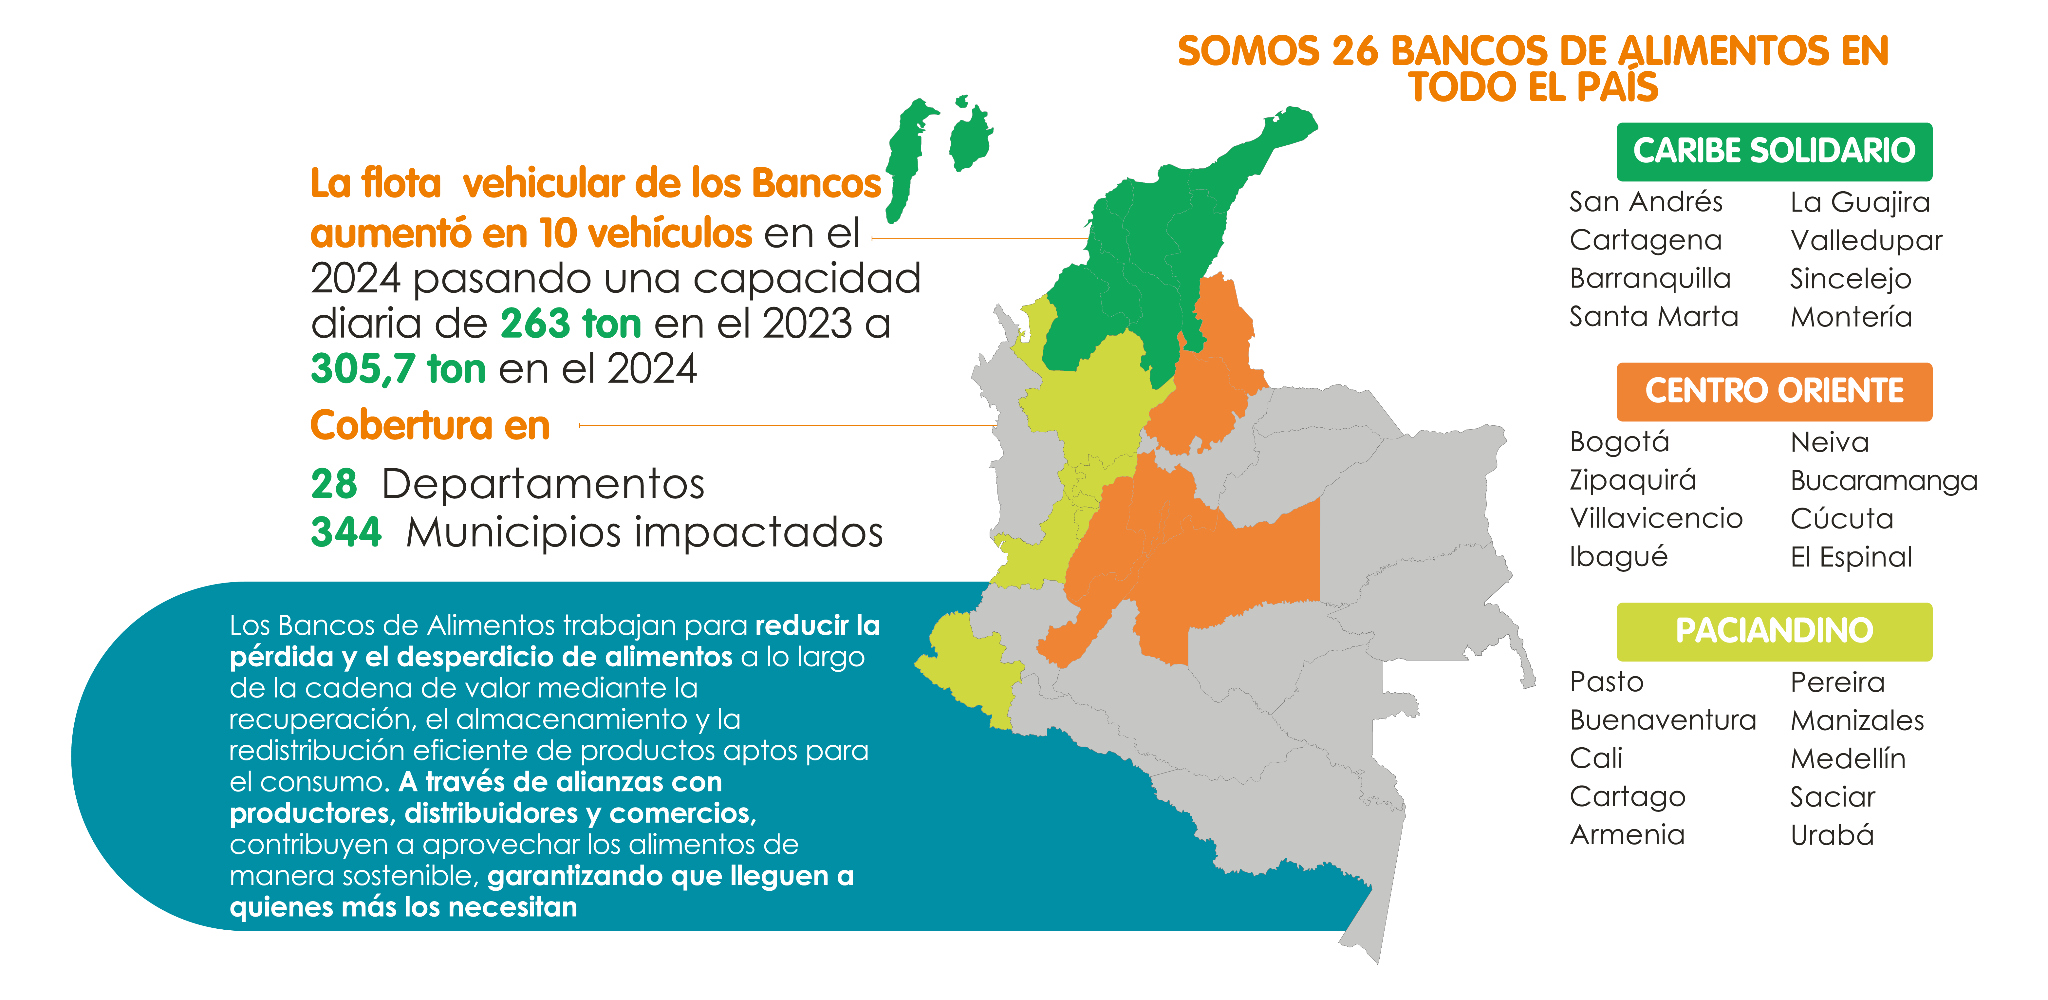 SOMOS 26 BANCOS DE ALIMENTOS EN
TODO EL PAÍS
La flota vehicular de los Bancos
aumentó en 10 vehículos en el
2024 pasando una capacidad
diaria de 263 ton en el 2023 a
305,7 ton en el 2024
Cobertura en
28 Departamentos
344 Municipios impactados
Los Bancos de Alimentos trabajan para reducir la
pérdida y el desperdicio de alimentos a lo largo
de la cadena de valor mediante la
recuperación, el almacenamiento y la
redistribución eficiente de productos aptos para
el consumo. A través de alianzas con
productores, distribuidores y comercios,
contribuyen a aprovechar los alimentos de
manera sostenible, garantizando que lleguen a
quienes más los necesitan
CARIBE SOLIDARIO
San Andrés
Cartagena
Barranquilla
Santa Marta
La Guajira
Valledupar
Sincelejo
Montería
CENTRO ORIENTE
Bogotá
Zipaquirá
Villavicencio
Ibagué
Neiva
Bucaramanga
Cúcuta
El Espinal
PACIANDINO
Pasto
Buenaventura
Cali
Cartago
Armenia
Pereira
Manizales
Medellín
Saciar
Urabá